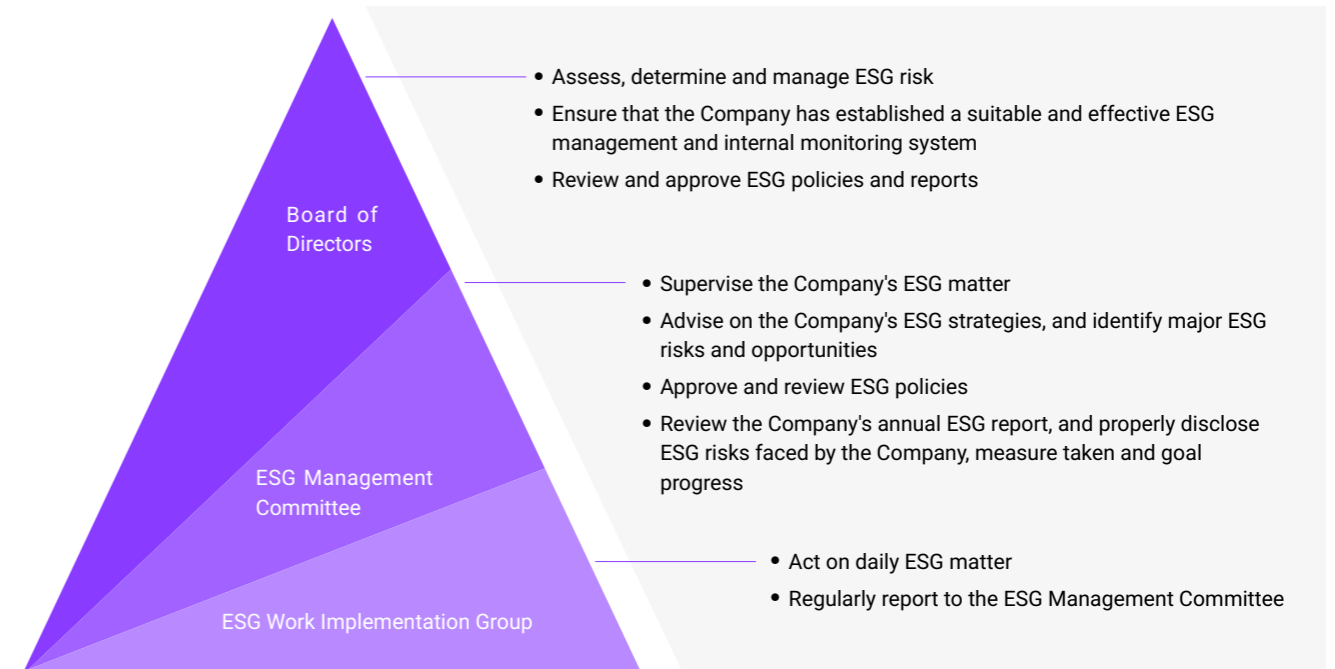 • Assess, determine and manage ESG risk
• Ensure that the Company has established a suitable and effective ESG
management and internal monitoring system
• Review and approve ESG policies and reports
Board of
Directors
• Supervise the Company's ESG matter
• Advise on the Company's ESG strategies, and identify major ESG
risks and opportunities
• Approve and review ESG policies
• Review the Company's annual ESG report, and properly disclose
ESG risks faced by the Company, measure taken and goal
progress
ESG Management
Committee
• Act on daily ESG matter
• Regularly report to the ESG Management Committee
ESG Work Implementation Group